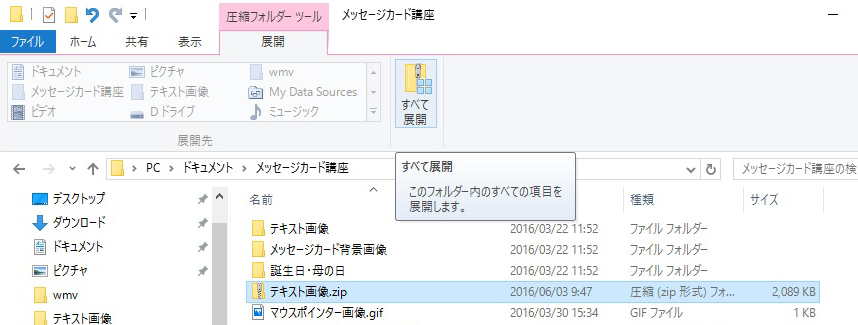 圧縮フォルダー ツール メッセージカード講座
ファイル ホーム 共有 表示 展開
ドキュメント ピクチャ wmv
メッセージカード講座 テキスト画像 My Data Sources
ビデオ D ドライブ ミュージック
展開先
すべて
展開
PC ドキュメント メッセージカード講座
メッセージカード講座の検
すべて展開
このフォルダー内のすべての項目を
展開します。
デスクトップ
ダウンロード
ドキュメント
ピクチャ
wmv
テキスト画像
名前 種類 サイズ
テキスト画像 2016/03/22 11:52 ファイル フォルダー
メッセージカード背景画像 2016/03/22 11:52 ファイル フォルダー
誕生日・母の日 2016/03/22 11:52 ファイル フォルダー
テキスト画像.zip 2016/06/03 9:47 圧縮 (zip 形式) フォ... 2,089 KB
マウスポインター画像.gif 2016/03/30 15:34 GIF ファイル 1 KB